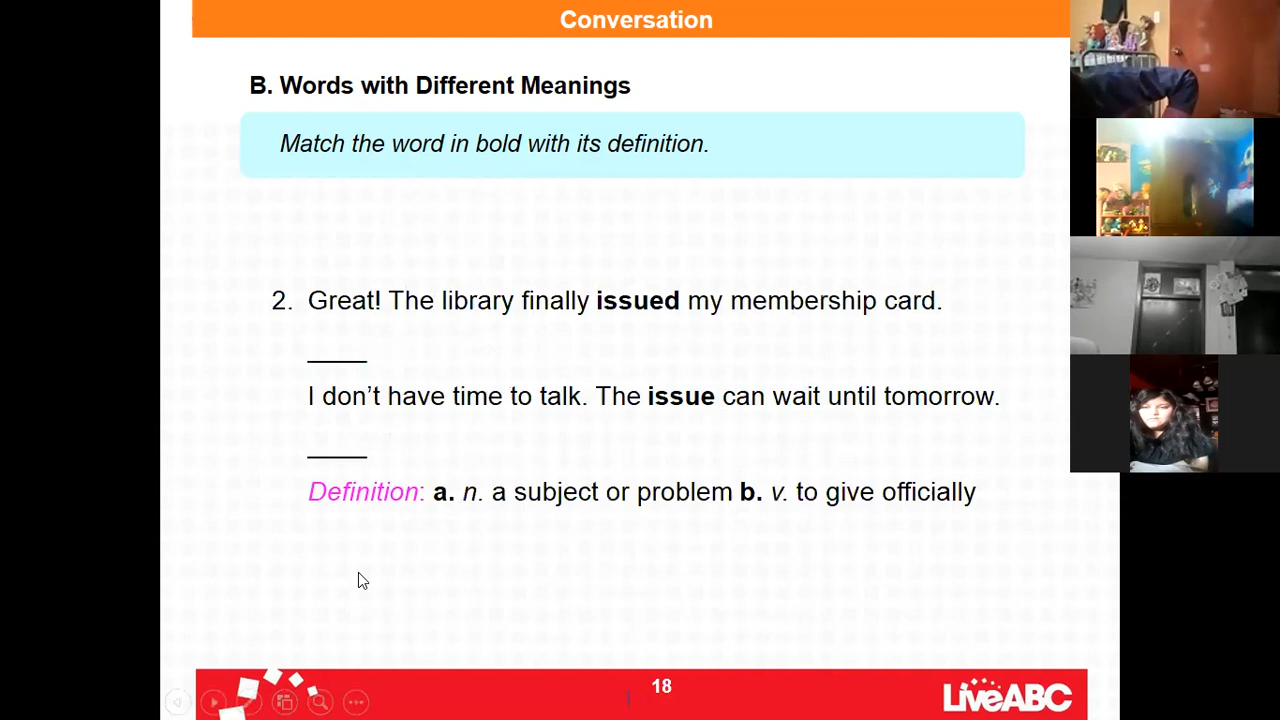 Conversation
B. Words with Different Meanings
Match the word in bold with its definition.
2. Great! The library finally issued my membership card.
_____
I don't have time to talk. The issue can wait until tomorrow.
_____
Definition: a. n. a subject or problem b. v. to give officially
18
LiveABC